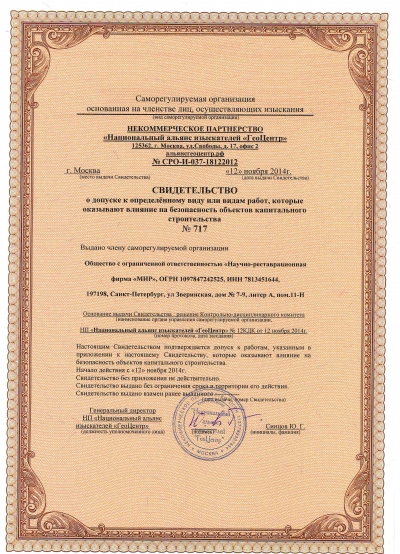 Саморегулируемая организация
основанная на членстве лиц, осуществляющих изыскания
(вид саморегулируемой организации)
НЕКОММЕРЧЕСКОЕ ПАРТНЕРСТВО
«Национальный альянс изыскателей «ГеоЦентр»
125362, г. Москва, ул.Свободы, д. 17, офис 2
альянсгеоцентр.рф
№ СРО-И-037-18122012
г. Москва «12» ноября 2014г.
(место выдачи Свидетельства) (дата выдачи Свидетельства)
СВИДЕТЕЛЬСТВО
о допуске к определённому виду или видам работ, которые
оказывают влияние на безопасность объектов капитального
строительства
№ 717
Выдано члену саморегулируемой организации
Общество с ограниченной ответственностью «Научно-реставрационная
фирма «МИР», ОГРН 1097847242525, ИНН 7813451644,
197198, Санкт-Петербург, ул Зверинская, дом № 7-9, литер А, пом.11-Н
Основание выдачи Свидетельства: решение Контрольно-дисциплинарного комитета
(наименование органа управления саморегулируемой организации,
НП «Национальный альянс изыскателей «ГеоЦентр» № 128ДК от 12 ноября 2014г.
номер протокола, дата заседания)
Настоящим Свидетельством подтверждается допуск к работам, указанным в
приложении к настоящему Свидетельству, которые оказывают влияние на
безопасность объектов капитального строительства.
Начало действия с «12» ноября 2014г.
Свидетельство без приложения не действительно.
Свидетельство выдано без ограничения срока и территории его действия.
Свидетельство выдано взамен ранее выданного
(дата выдачи, номер Свидетельства)
Генеральный директор
НП «Национальный альянс
изыскателей «ГеоЦентр» Синцов Ю. Г.
(должность уполномоченного лица) (подпись) (инициалы, фамилия)
"Национальный
альянс
изыскателей
"ГеоЦентр"
МОСКВА